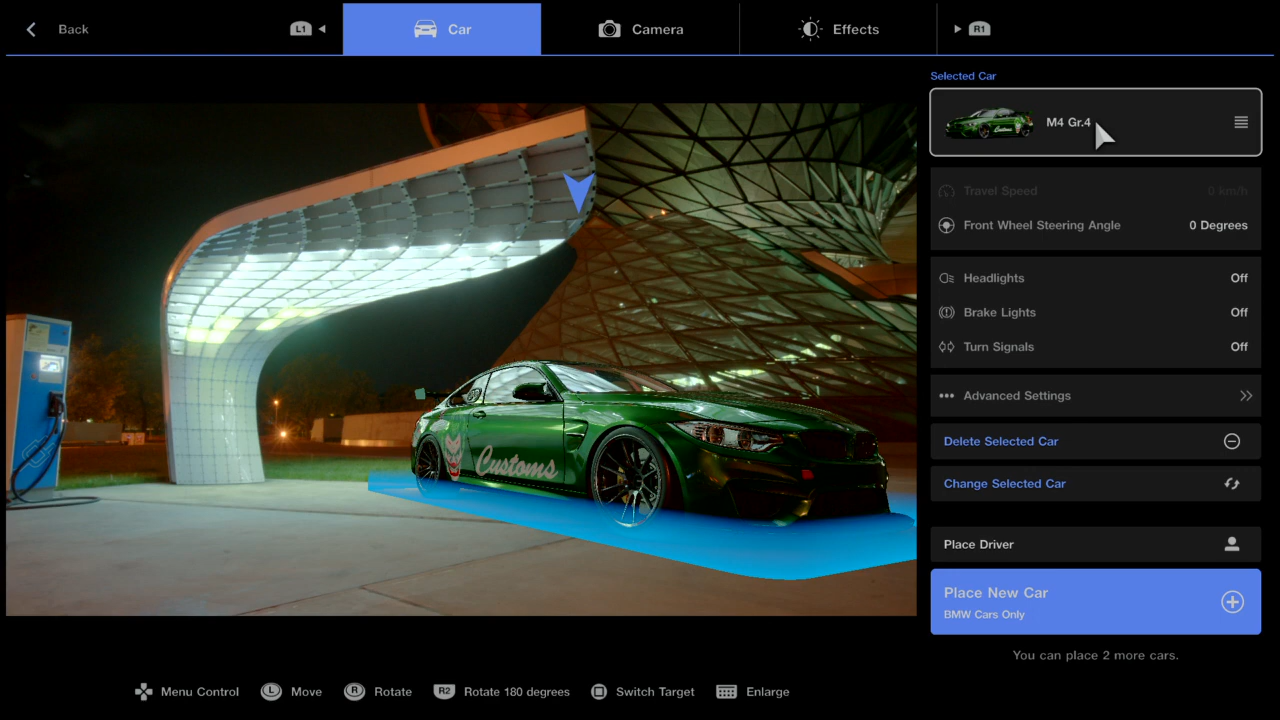 Back
L1
Car
Camera
Effects
R1
Selected Car
M4 Gr.4
Travel Speed
0 km/h
Front Wheel Steering Angle
0 Degrees
Headlights
Off
Brake Lights
Off
Turn Signals
Off
Advanced Settings
Delete Selected Car
Change Selected Car
Place Driver
Place New Car
BMW Cars Only
You can place 2 more cars.
Customs
Menu Control
L
Move
R
Rotate
R2
Rotate 180 degrees
Switch Target
Enlarge